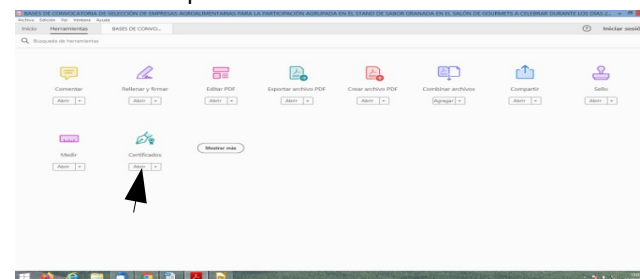 BASES DE CONVOCATORIA DE SELECCIÓN DE EMPRESAS AGROALIMENTARIAS PARA LA PARTICIPACIÓN AGRUPADA EN EL STAND DE SABOR GRANADA EN EL SALÓN DE GOURMETS A CELEBRAR DURANTE LOS DÍAS 2...
Archivo Edición Ver Ventana Ayuda
Inicio Herramientas BASES DE CONVO... Iniciar sesió
Búsqueda de herramientas
Comentar Rellenar y firmar Editar PDF Exportar archivo PDF Crear archivo PDF Combinar archivos Compartir Sello
Abrir Abrir Abrir Abrir Abrir Agregar Abrir Abrir
Medir Certificados Mostrar más
Abrir Abrir